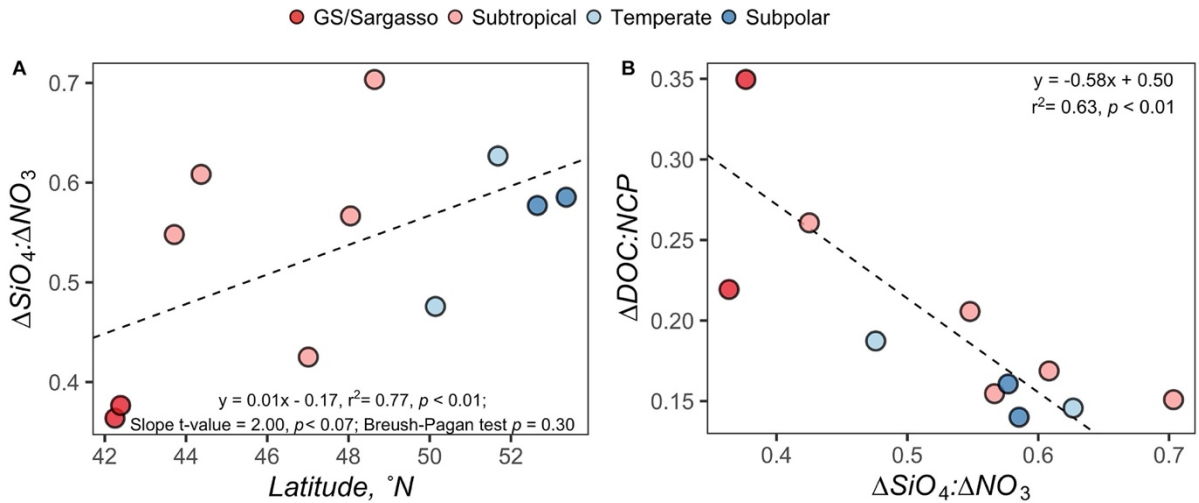 GS/Sargasso Subtropical Temperate Subpolar
A
0.7
0.6
0.5
0.4
ΔSiO4:ΔNO3
y = 0.01x - 0.17, r2= 0.77, p < 0.01;
Slope t-value = 2.00, p< 0.07; Breush-Pagan test p = 0.30
42 44 46 48 50 52
Latitude, ˚N
B
0.35
0.30
0.25
0.20
0.15
ΔDOC:NCP
y = -0.58x + 0.50
r2= 0.63, p < 0.01
0.4 0.5 0.6 0.7
ΔSiO4:ΔNO3